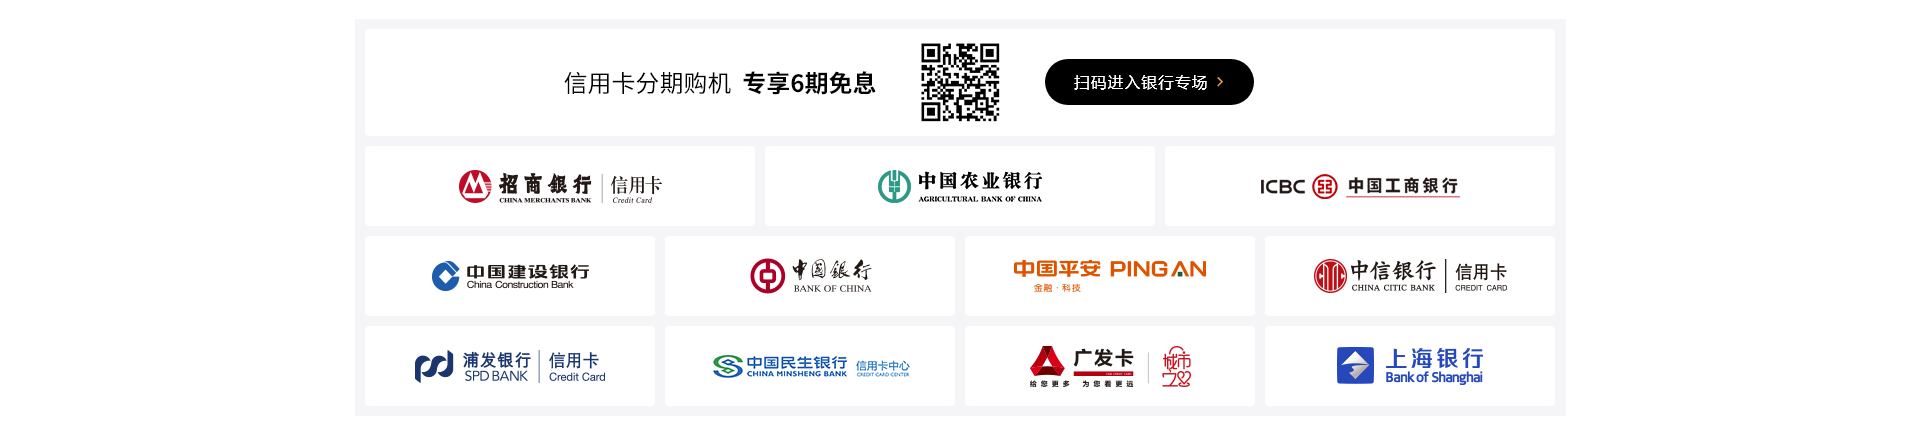 信用卡分期购机 专享6期免息
扫码进入银行专场 >
招商银行 信用卡
CHINA MERCHANTS BANK Credit Card
中国农业银行
AGRICULTURAL BANK OF CHINA
ICBC 中国工商银行
中国建设银行
China Construction Bank
中国银行
BANK OF CHINA
中国平安 PINGAN
金融·科技
中信银行 信用卡
CHINA CITIC BANK CREDIT CARD
浦发银行 信用卡
SPD BANK Credit Card
中国民生银行 信用卡中心
CHINA MINSHENG BANK CREDIT CARD CENTER
广发卡
给您更多 为您看更远
上海银行
Bank of Shanghai